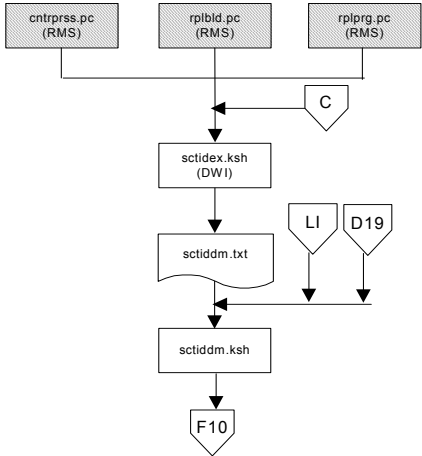 cntrprss.pc
(RMS)
rplbld.pc
(RMS)
rplprg.pc
(RMS)
C
sctidex.ksh
(DWI)
LI
D19
sctiddm.txt
sctiddm.ksh
F10